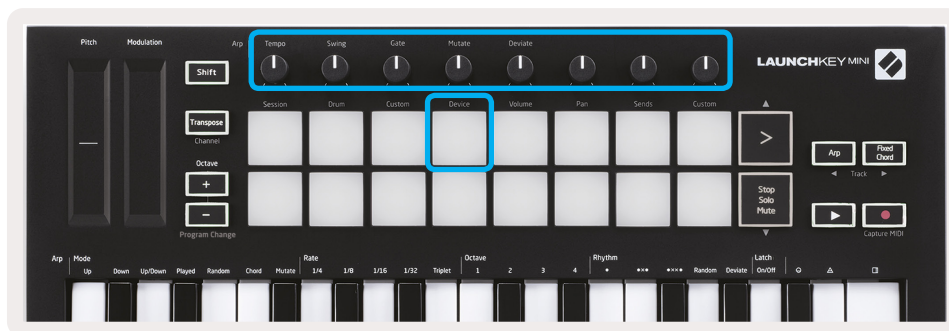 Pitch Modulation Arp Tempo Swing Gate Mutate Deviate
LAUNCHKEY MINI
Shift
Session Drum Custom Device Volume Pan Sends Custom
Transpose
Channel
>
Arp Fixed
Chord
Track
Octave
+
-
Program Change
Stop
Solo
Mute
Capture MIDI
Arp Mode Rate Octave Rhythm Latch
Up Down Up/Down Played Random Chord Mutate 1/4 1/8 1/16 1/32 Triplet 1 2 3 4 Random Deviate On/Off